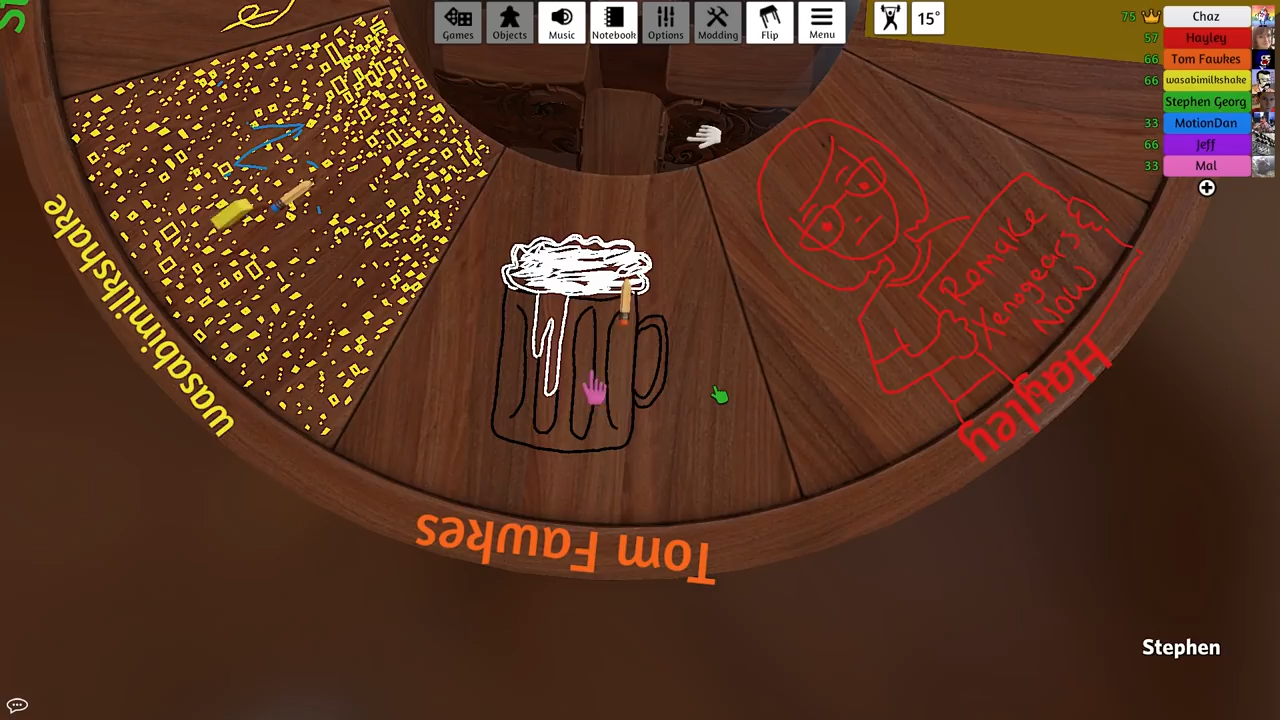 Games
Objects
Music
Notebook
Options
Modding
Flip
Menu
15°
75 Chaz
57 Hayley
66 Tom Fawkes
66 wasabimilkshake
Stephen Georg
33 MotionDan
66 Jeff
33 Mal
wasabimilkshake
Tom Fawkes
Hayley
Remake
Xenogears
NOW
Stephen